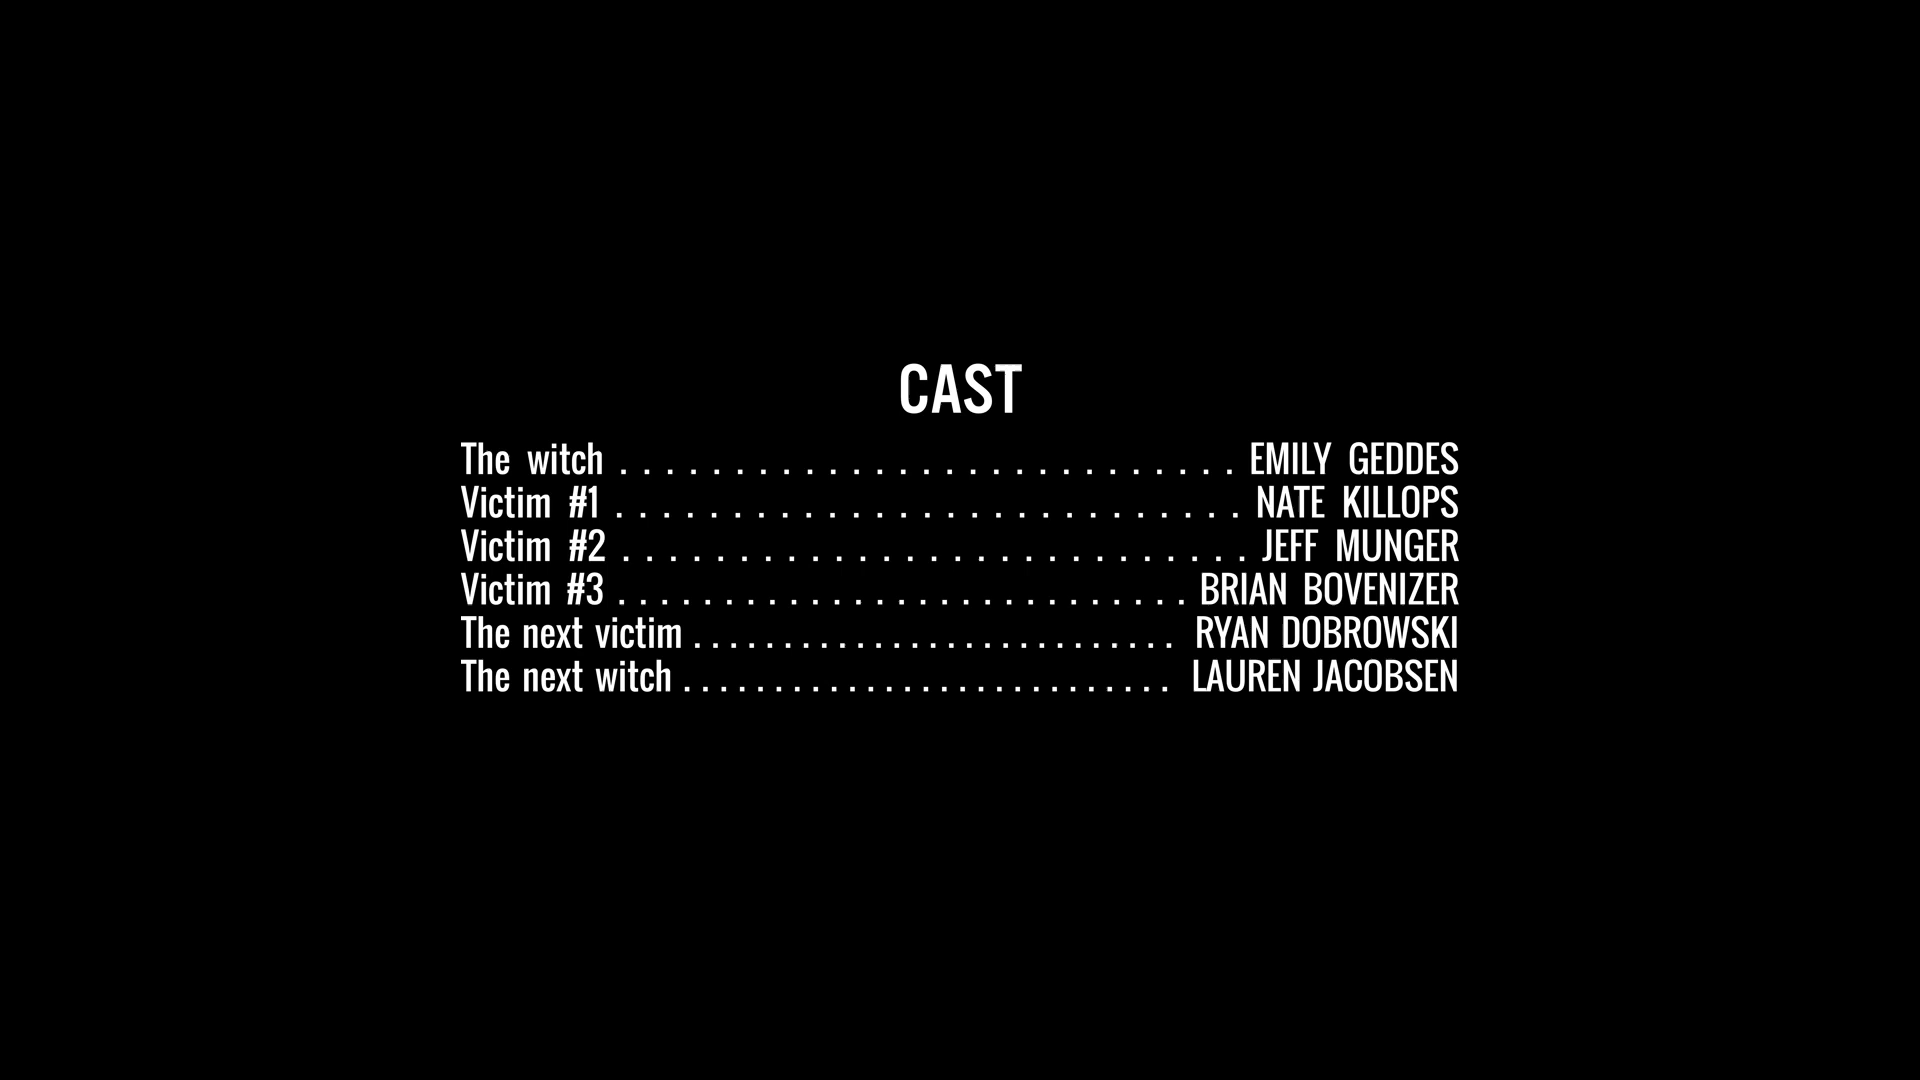 CAST
The witch . . . . . . . . . . . . . . . . . . . . . . . . . . . EMILY GEDDES
Victim #1 . . . . . . . . . . . . . . . . . . . . . . . . . . . NATE KILLOPS
Victim #2 . . . . . . . . . . . . . . . . . . . . . . . . . . . JEFF MUNGER
Victim #3 . . . . . . . . . . . . . . . . . . . . . . . . . . . BRIAN BOVENIZER
The next victim . . . . . . . . . . . . . . . . . . . . . . . . . . . RYAN DOBROWSKI
The next witch . . . . . . . . . . . . . . . . . . . . . . . . . . . LAUREN JACOBSEN